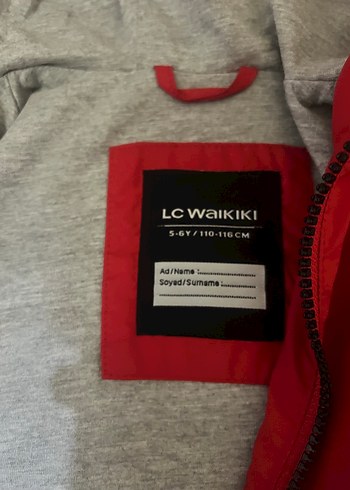 LC WAIKIKI
5-6Y / 110-116 CM
Ad/Name :
Soyad/Surname :